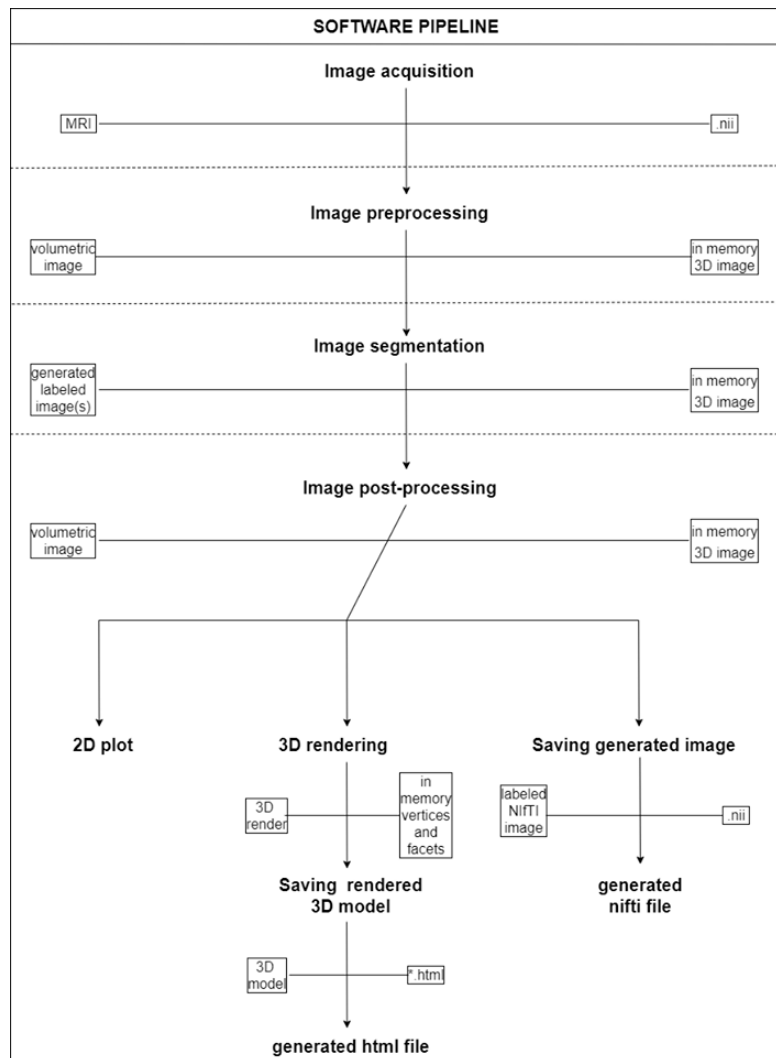 SOFTWARE PIPELINE
Image acquisition
MRI
.nii
Image preprocessing
volumetric
image
in memory
3D image
Image segmentation
generated
labeled
image(s)
in memory
3D image
Image post-processing
volumetric
image
in memory
3D image
2D plot
3D rendering
Saving generated image
3D
render
in
memory
vertices
and
facets
labeled
NIfTI
image
.nii
Saving rendered
3D model
generated
nifti file
3D
model
*.html
generated html file